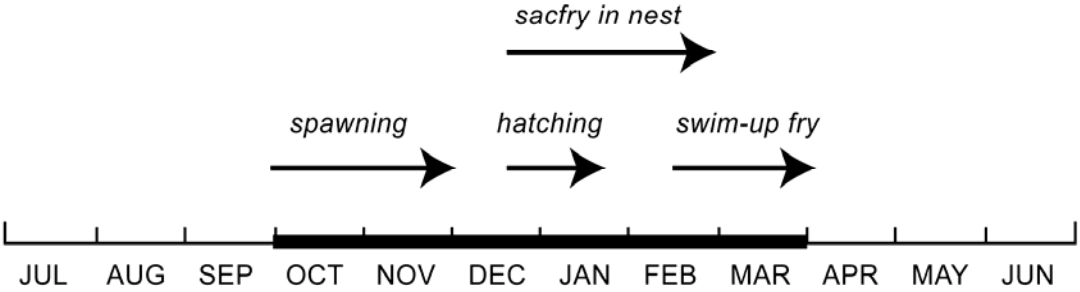 sacfry in nest
spawning hatching swim-up fry
JUL AUG SEP OCT NOV DEC JAN FEB MAR APR MAY JUN